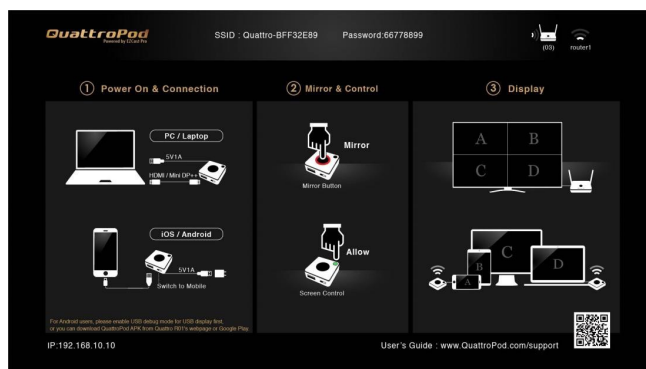 QuattroPod
Powered by EZCast Pro
SSID : Quattro-BFF32E89 Password:66778899
(03) router1
1 Power On & Connection
PC / Laptop
5V1A
HDMI / Mini DP++
iOS / Android
5V1A
Switch to Mobile
For Android users, please enable USB debug mode for USB display first,
or you can download QuattroPod APK from Quattro R01's webpage or Google Play
2 Mirror & Control
Mirror
Mirror Button
Allow
Screen Control
3 Display
A B
C D
A B C D
IP:192.168.10.10
User's Guide : www.QuattroPod.com/support